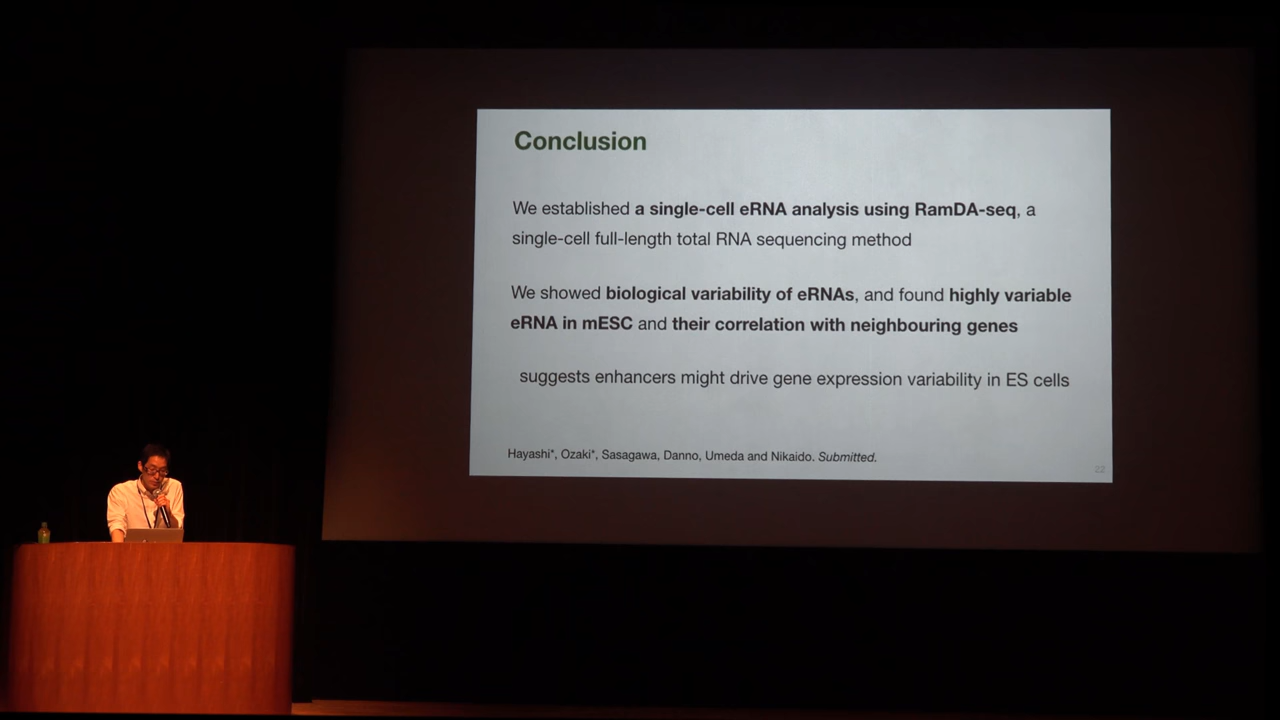 Conclusion
We established a single-cell eRNA analysis using RamDA-seq, a
single-cell full-length total RNA sequencing method
We showed biological variability of eRNAs, and found highly variable
eRNA in mESC and their correlation with neighbouring genes
suggests enhancers might drive gene expression variability in ES cells
Hayashi*, Ozaki*, Sasagawa, Danno, Umeda and Nikaido. Submitted.
22